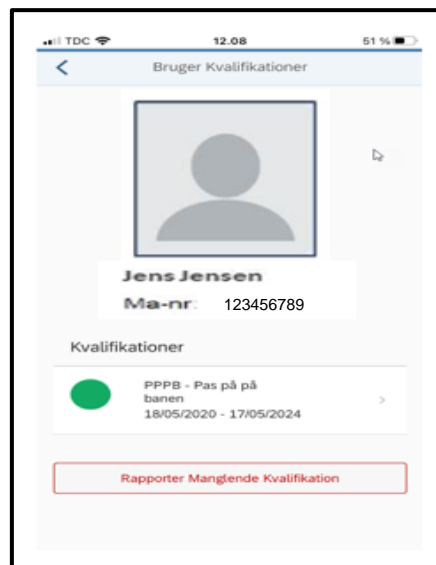 TDC 12.08 51 %
Bruger Kvalifikationer
Jens Jensen
Ma-nr: 123456789
Kvalifikationer
PPPB - Pas på på
banen
18/05/2020 - 17/05/2024
Rapporter Manglende Kvalifikation